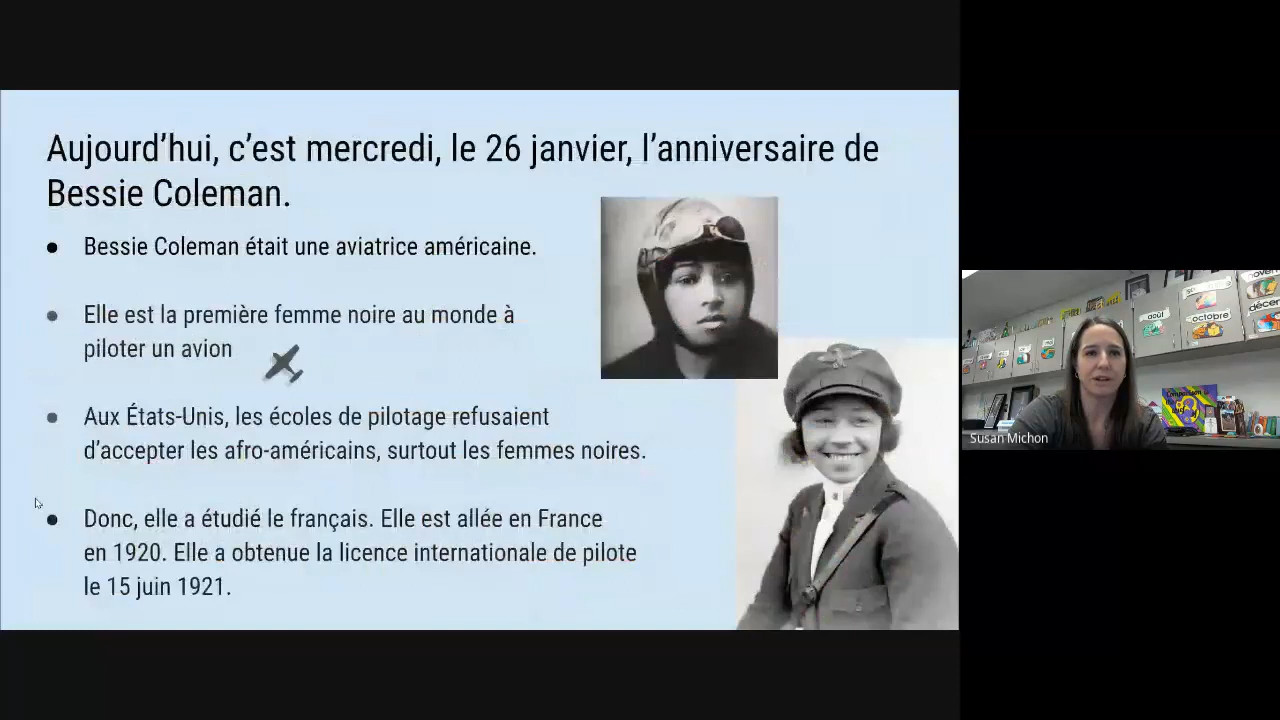 Aujourd’hui, c’est mercredi, le 26 janvier, l’anniversaire de
Bessie Coleman.
Bessie Coleman était une aviatrice américaine.
Elle est la première femme noire au monde à
piloter un avion
Aux États-Unis, les écoles de pilotage refusaient
d’accepter les afro-américains, surtout les femmes noires.
Donc, elle a étudié le français. Elle est allée en France
en 1920. Elle a obtenue la licence internationale de pilote
le 15 juin 1921.
août
octobre
Susan Michon